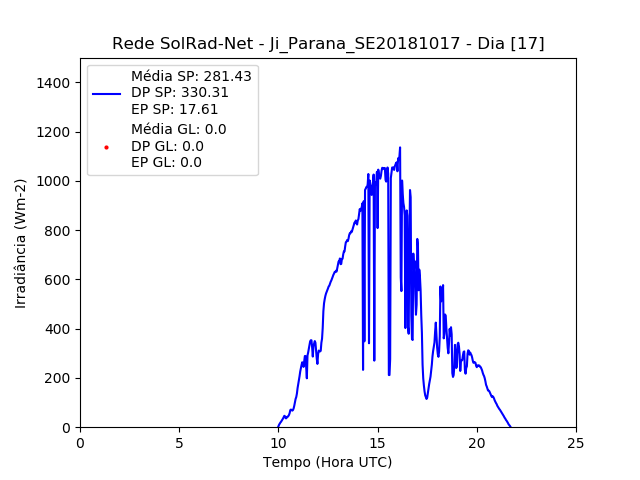 Rede SolRad-Net - Ji_Parana_SE20181017 - Dia [17]
Média SP: 281.43
DP SP: 330.31
EP SP: 17.61
Média GL: 0.0
DP GL: 0.0
EP GL: 0.0
1400
1200
1000
800
600
400
200
0
Irradiância (Wm-2)
0 5 10 15 20 25
Tempo (Hora UTC)